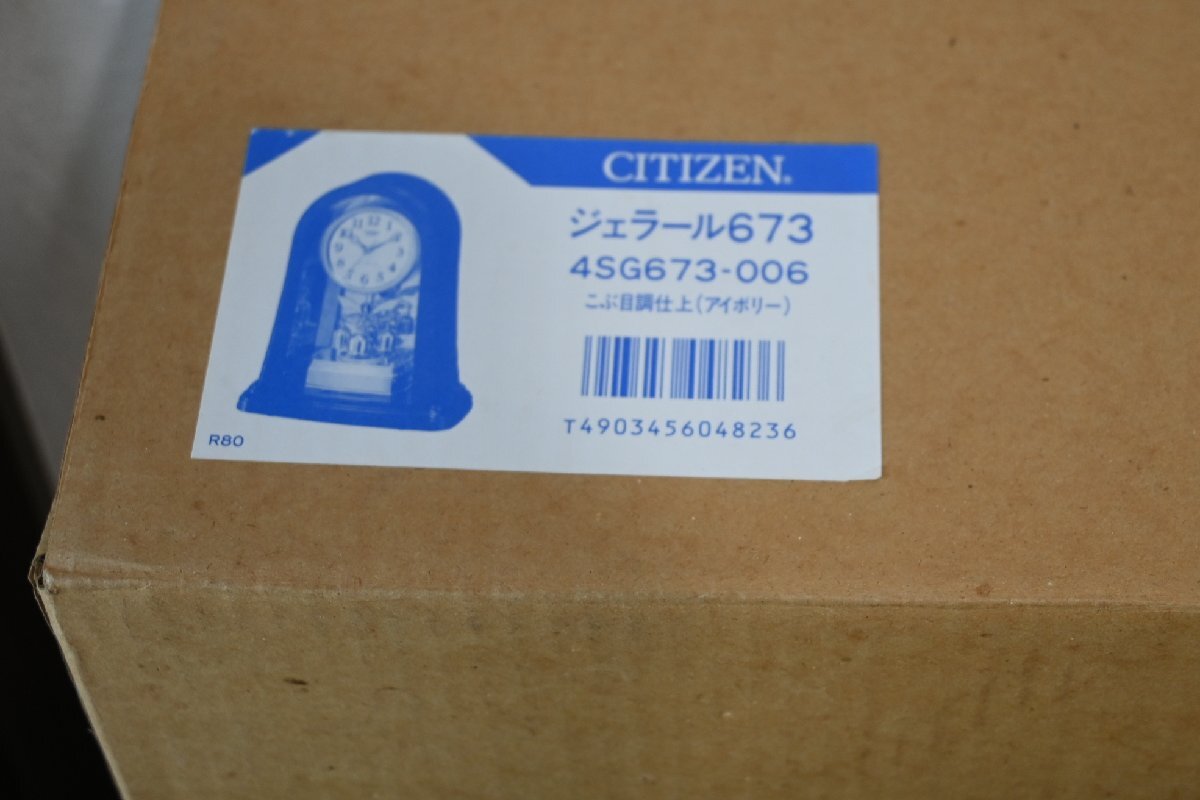 CITIZEN
ジェラール673
4SG673-006
こぶ目調仕上(アイボリー)
T4903456048236
R80